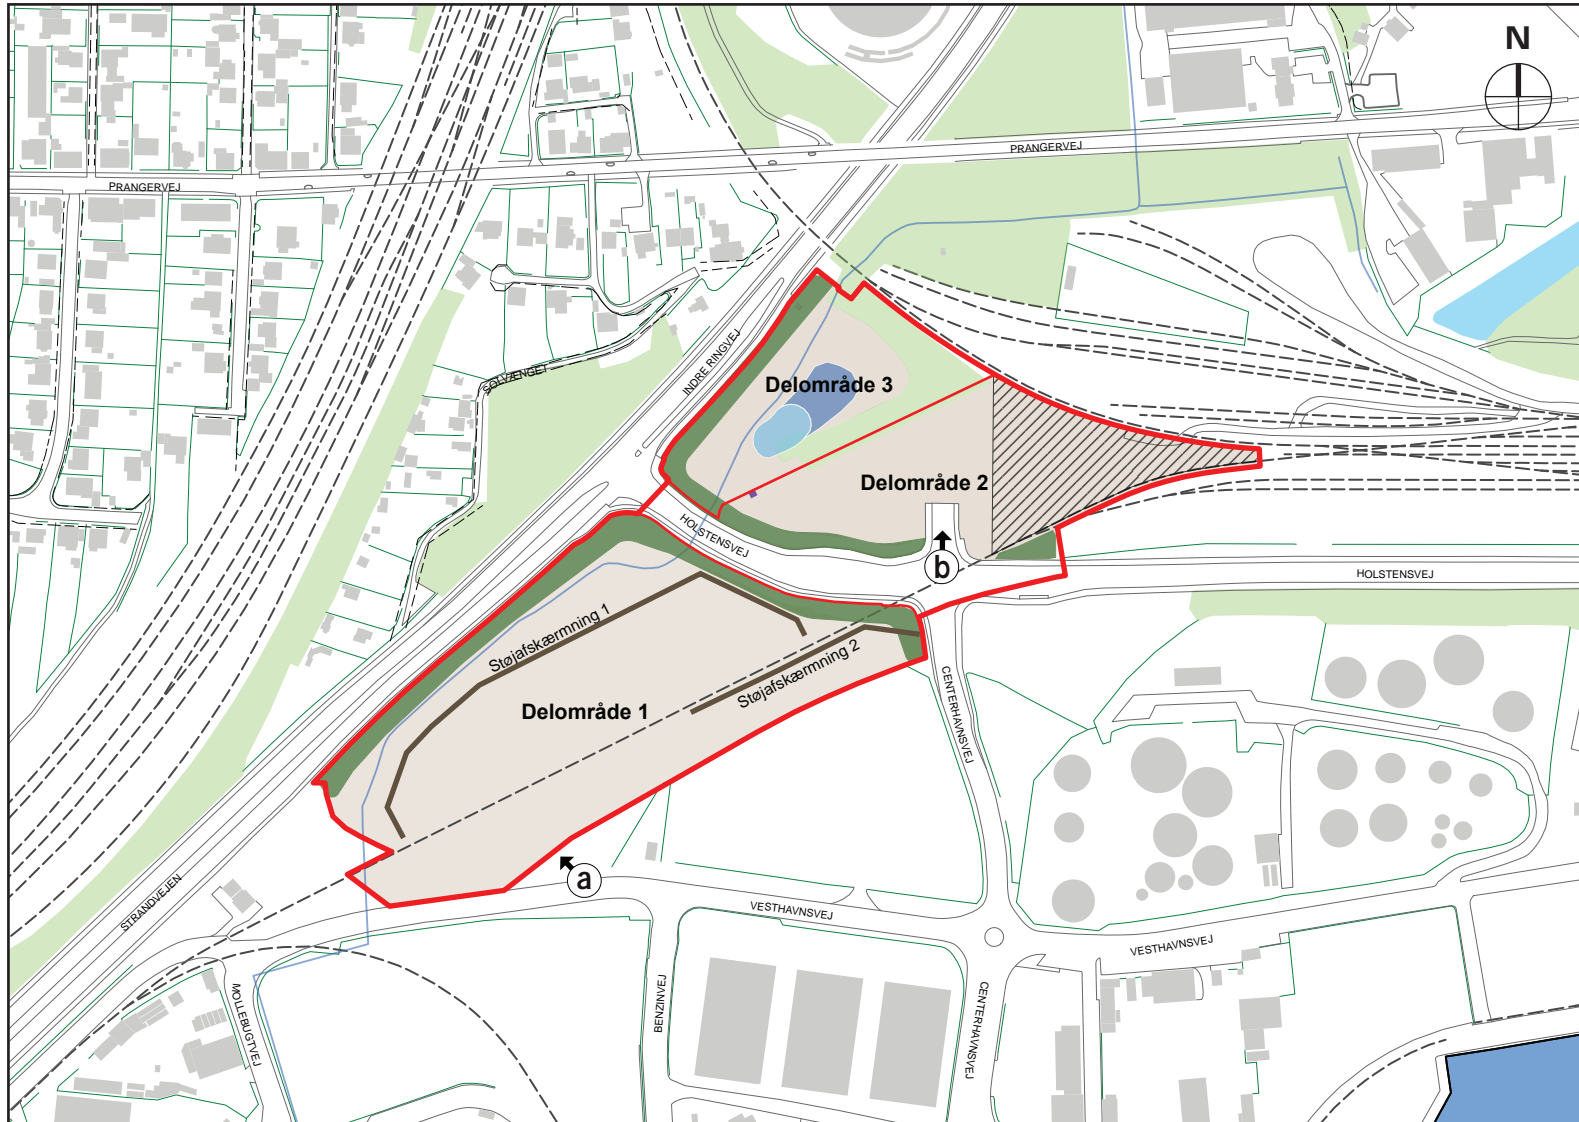 N
PRANGERVEJ
PRANGERVEJ
INDRE RINGVEJ
SOLVÆNGET
Delområde 3
Delområde 2
HOLSTENSVEJ
b
HOLSTENSVEJ
Støjafskærmning 1
Støjafskærmning 2
Delområde 1
CENTERHAVNSVEJ
a
STRANDVEJEN
VESTHAVNSVEJ
VESTHAVNSVEJ
MOLLEBUGTVEJ
BENZINVEJ
CENTERHAVNSVEJ